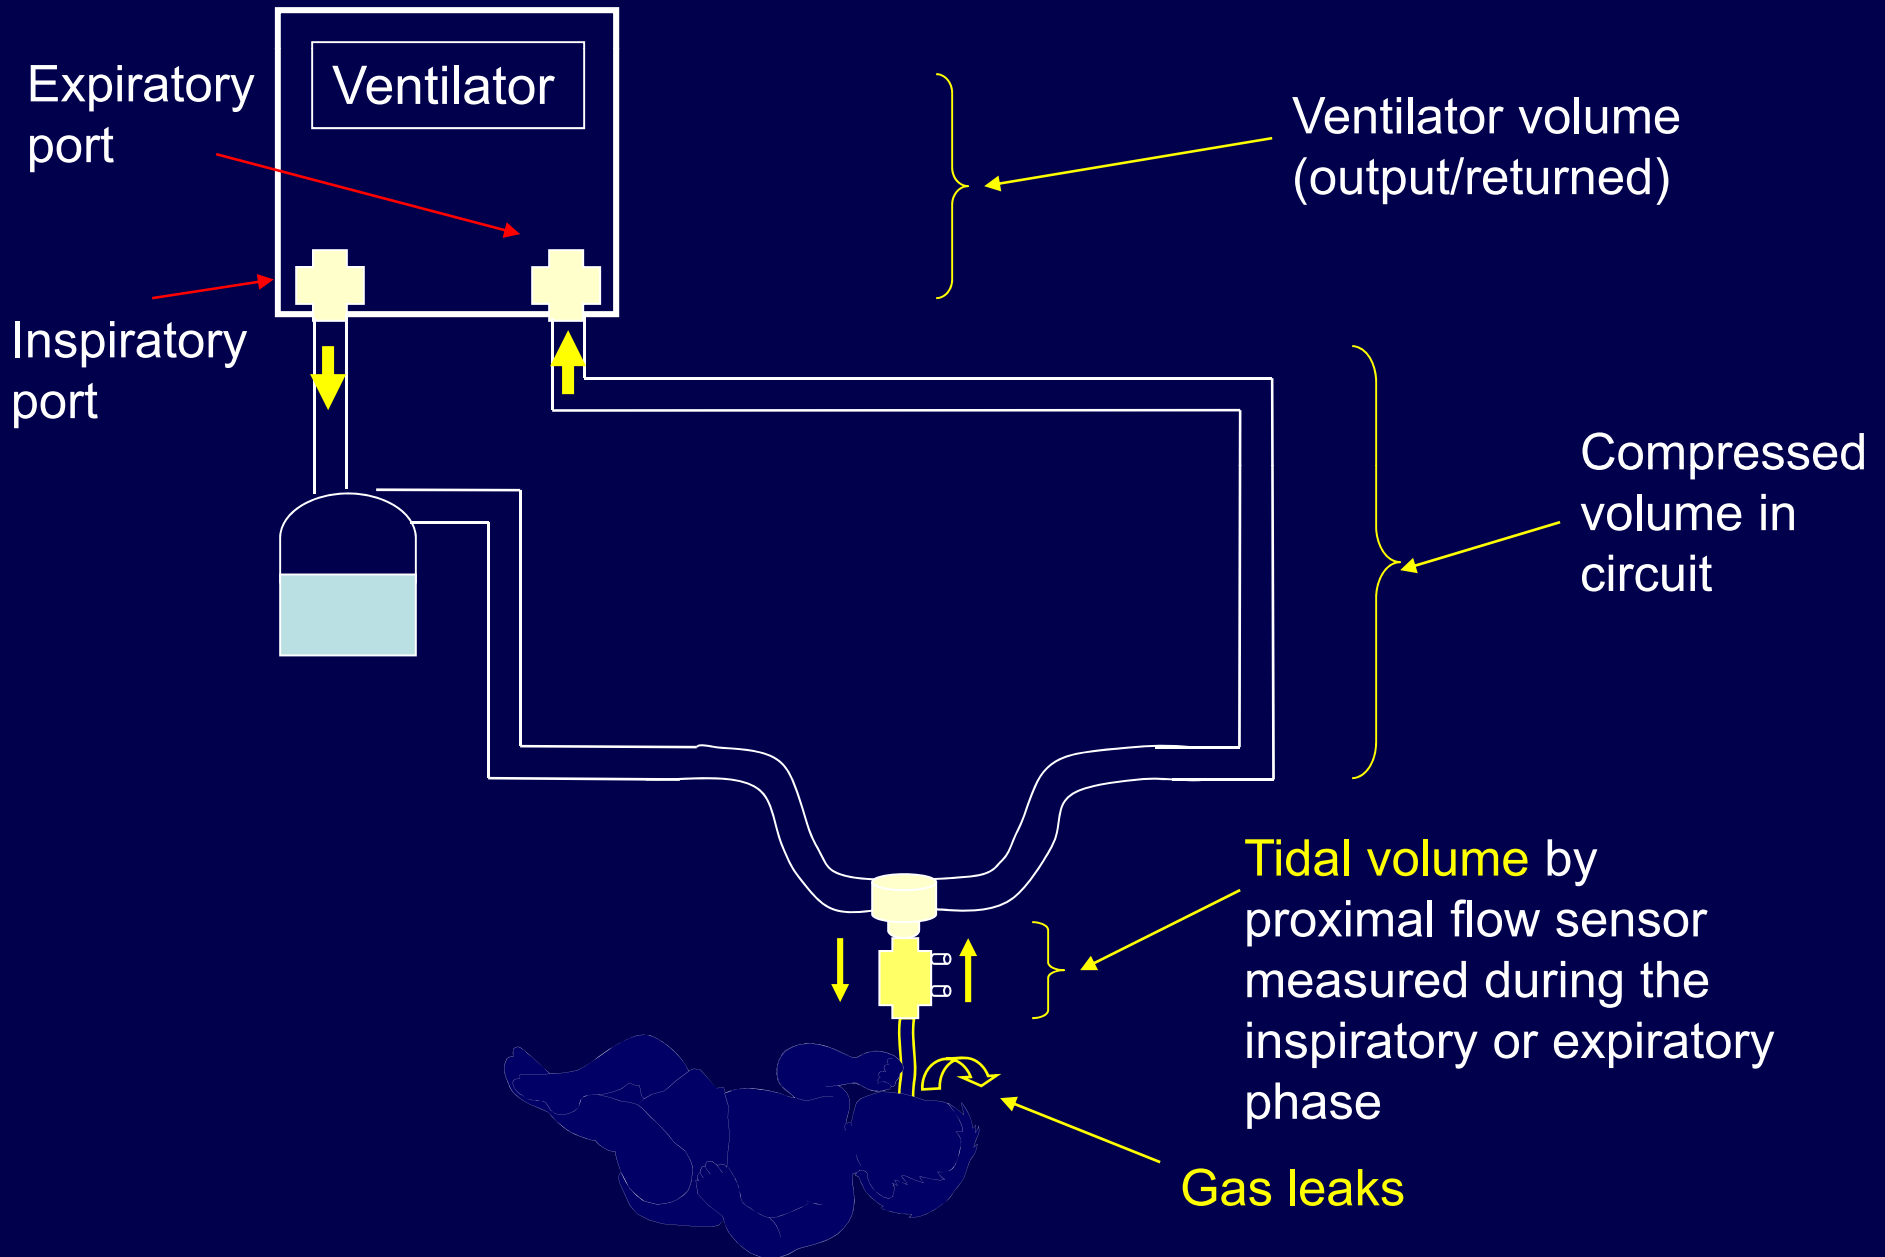 Expiratory
port
Ventilator
Ventilator volume
(output/returned)
Inspiratory
port
Compressed
volume in
circuit
Tidal volume by
proximal flow sensor
measured during the
inspiratory or expiratory
phase
Gas leaks